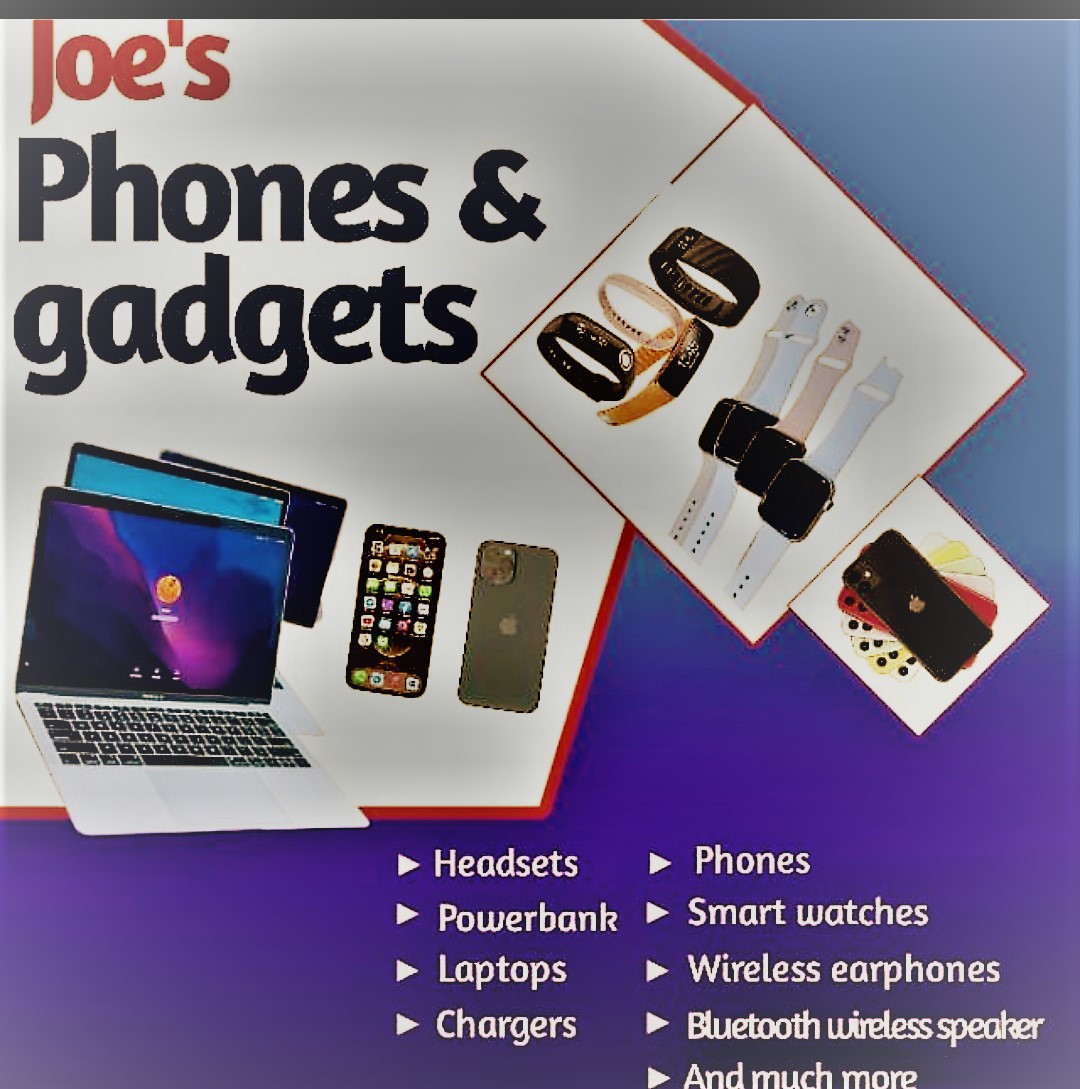 Joe's
Phones &
gadgets
Headsets
Powerbank
Laptops
Chargers
Phones
Smart watches
Wireless earphones
Bluetooth wireless speaker
And much more